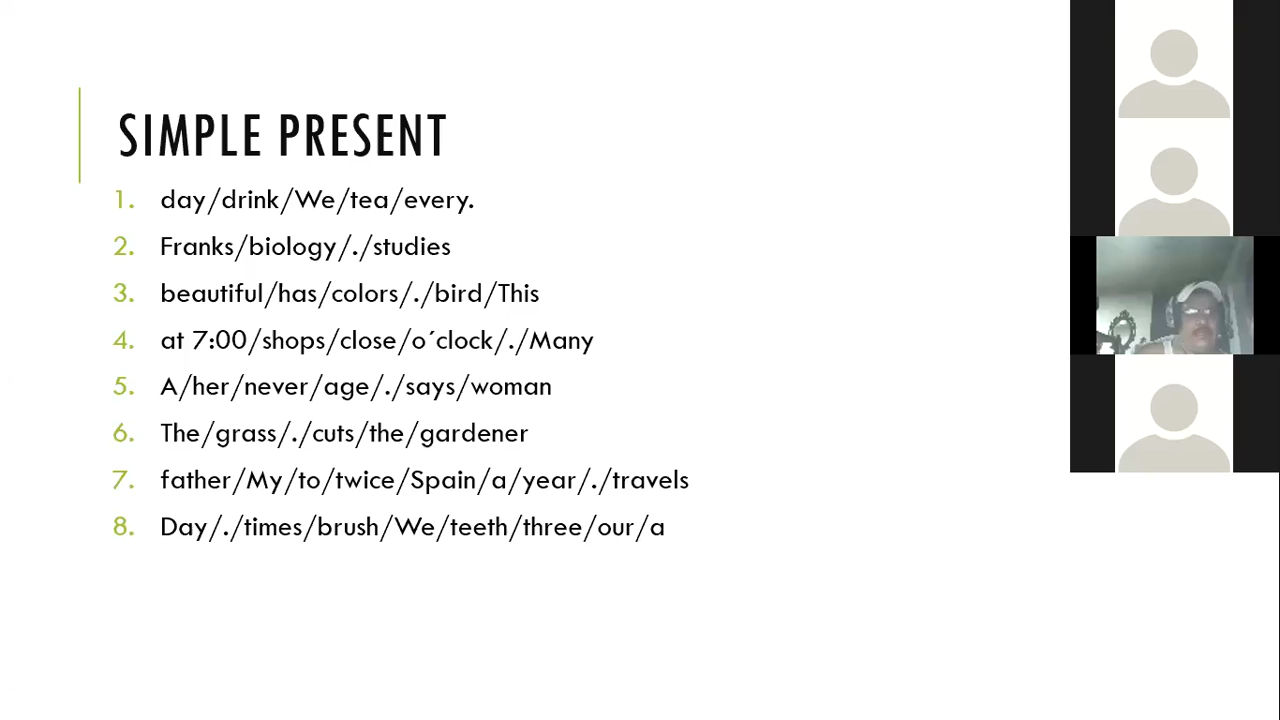 SIMPLE PRESENT
1. day/drink/We/tea/every.
2. Franks/biology/./studies
3. beautiful/has/colors/./bird/This
4. at 7:00/shops/close/o´clock/./Many
5. A/her/never/age/./says/woman
6. The/grass/./cuts/the/gardener
7. father/My/to/twice/Spain/a/year/./travels
8. Day/./times/brush/We/teeth/three/our/a